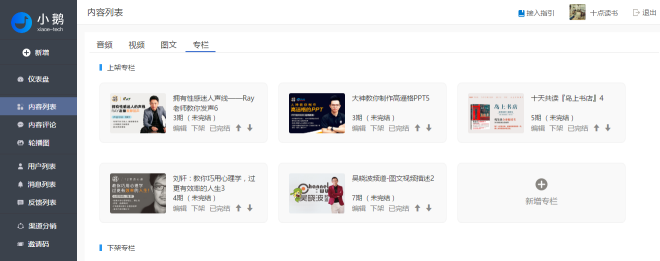 小鹅
xiaoe-tech
新增
仪表盘
内容列表
内容评论
轮播图
用户列表
消息列表
反馈列表
渠道分销
邀请码
内容列表
接入指引
十点读书
退出
音频
视频
图文
专栏
上架专栏
拥有性感迷人声线——Ray
老师教你发声6
3期（未完结）
编辑 下架 已完结
大神教你制作高逼格PPT5
3期（未完结）
编辑 下架 已完结
十天共读『岛上书店』4
5期（未完结）
编辑 下架 已完结
刘轩：教你巧用心理学，过
更有效率的人生3
4期（未完结）
编辑 下架 已完结
吴晓波频道-图文视频描述2
7期（未完结）
编辑 下架 已完结
新增专栏
下架专栏
岛上书店